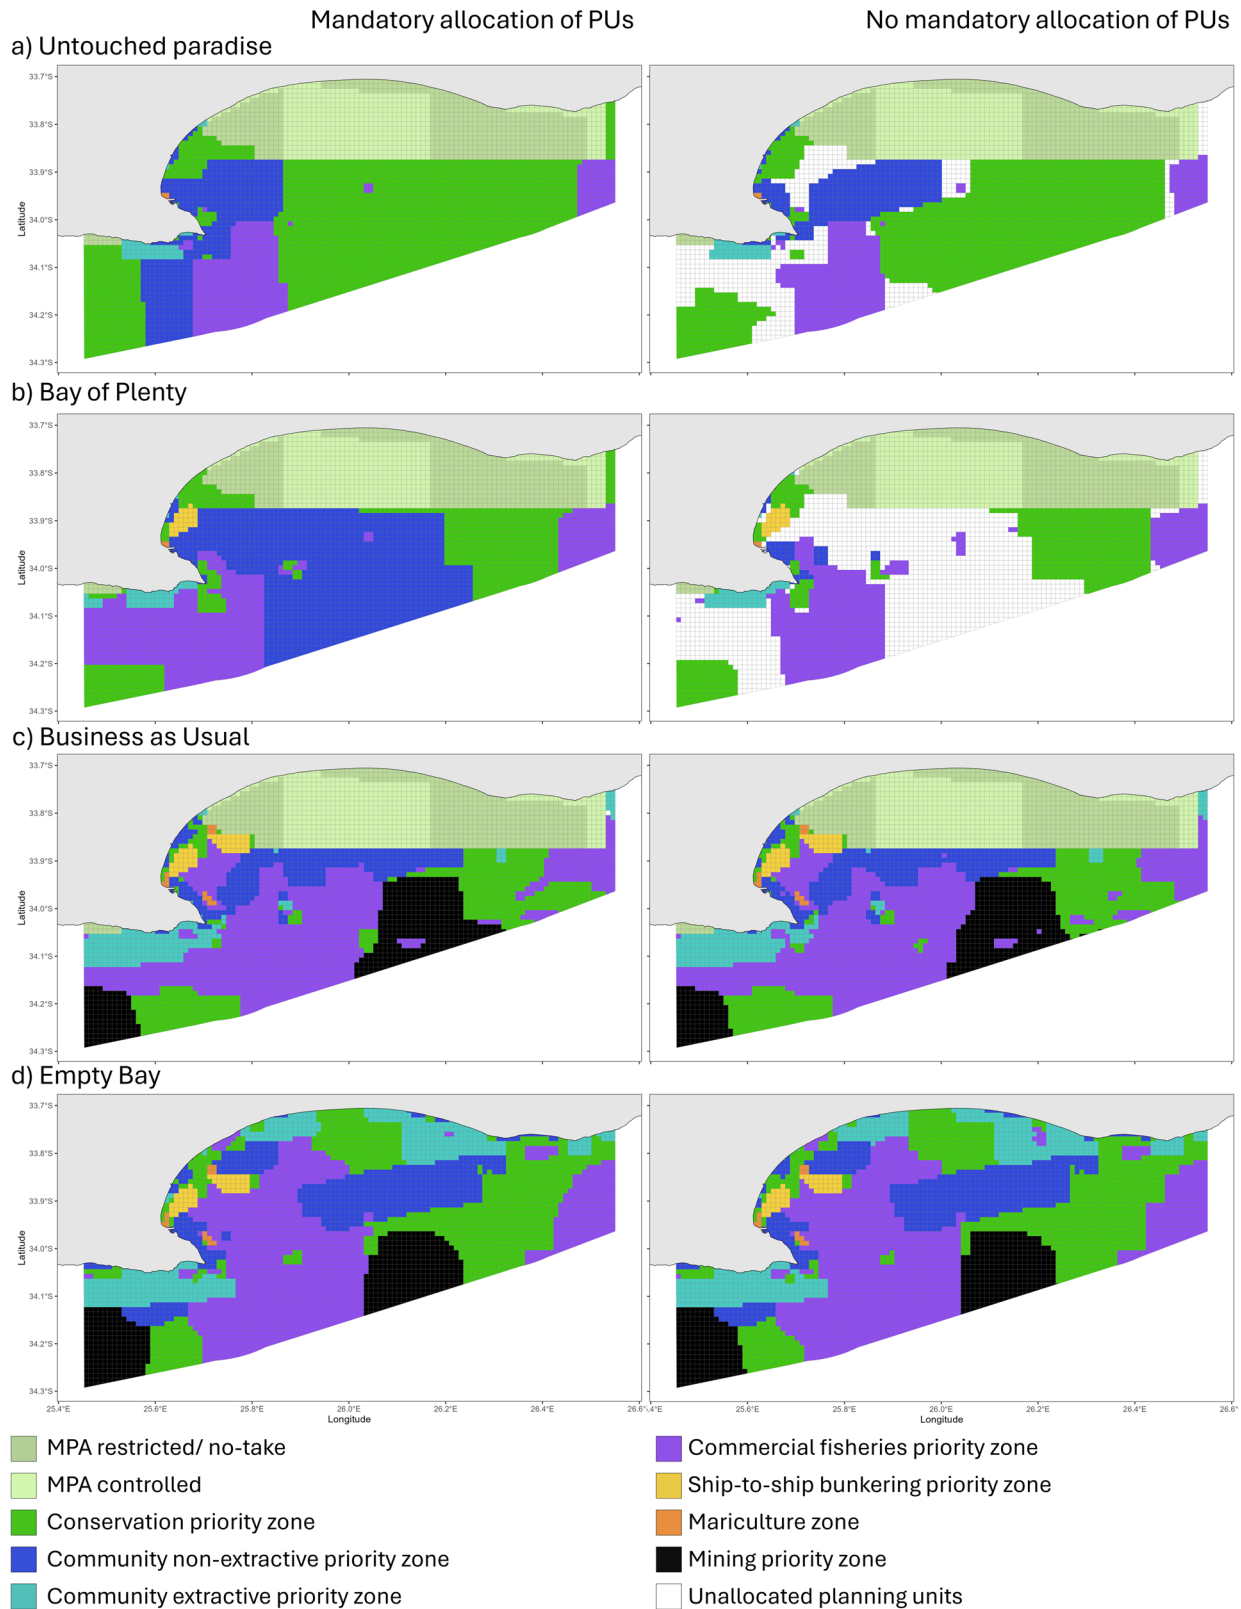 Mandatory allocation of PUs
No mandatory allocation of PUs
a) Untouched paradise
33.7°S
33.8°S
33.9°S
34.0°S
34.1°S
34.2°S
34.3°S
Latitude
b) Bay of Plenty
33.7°S
33.8°S
33.9°S
34.0°S
34.1°S
34.2°S
34.3°S
Latitude
c) Business as Usual
33.7°S
33.8°S
33.9°S
34.0°S
34.1°S
34.2°S
34.3°S
Latitude
d) Empty Bay
33.7°S
33.8°S
33.9°S
34.0°S
34.1°S
34.2°S
34.3°S
Latitude
25.4°E 25.6°E 25.8°E 26.0°E 26.2°E 26.4°E 26.6°
.4°E 25.6°E 25.8°E 26.0°E 26.2°E 26.4°E 26.6°
Longitude
Longitude
MPA restricted/ no-take
MPA controlled
Conservation priority zone
Community non-extractive priority zone
Community extractive priority zone
Commercial fisheries priority zone
Ship-to-ship bunkering priority zone
Mariculture zone
Mining priority zone
Unallocated planning units